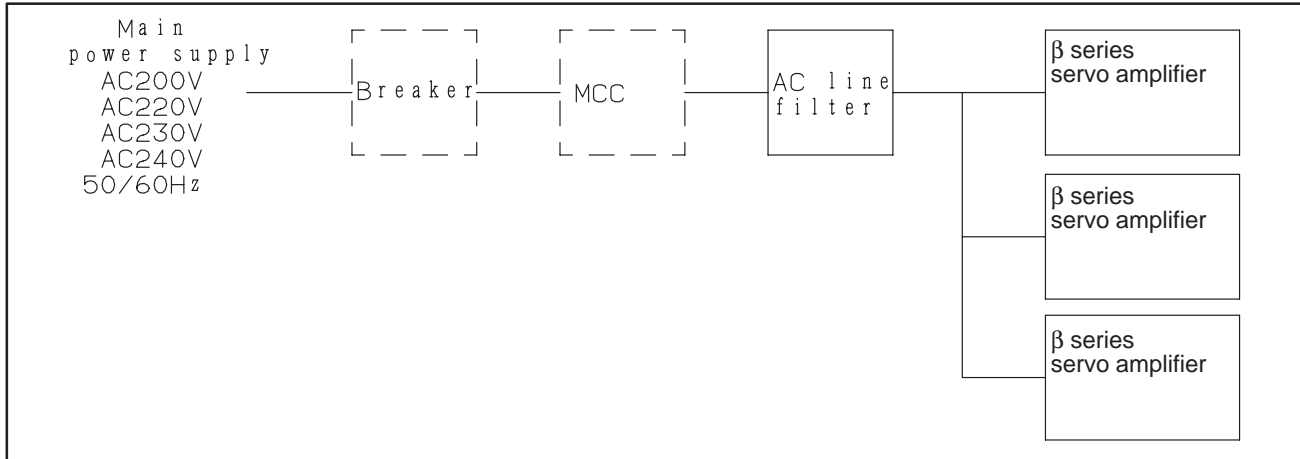 Main
power supply
AC200V
AC220V
AC230V
AC240V
50/60Hz
Breaker
MCC
AC line
filter
β series
servo amplifier
β series
servo amplifier
β series
servo amplifier